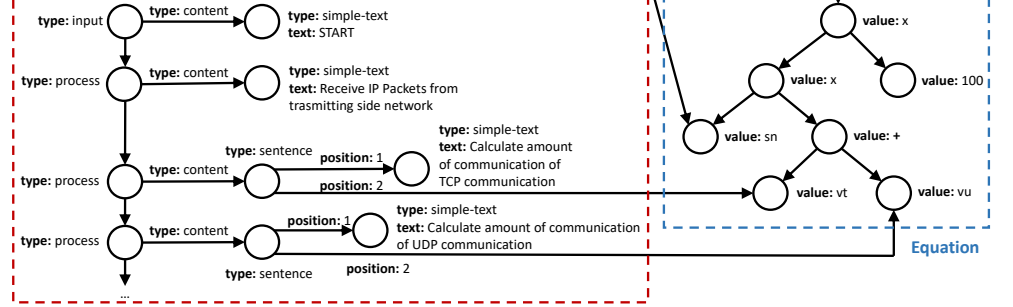 type: input
type: content
type: simple-text
text: START
type: process
type: content
type: simple-text
text: Receive IP Packets from
trasmitting side network
type: process
type: content
type: sentence
position: 1
type: simple-text
text: Calculate amount
of communication of
TCP communication
position: 2
type: process
type: content
type: sentence
position: 1
type: simple-text
text: Calculate amount of communication
of UDP communication
position: 2
...
value: x
value: x
value: 100
value: sn
value: +
value: vt
value: vu
Equation